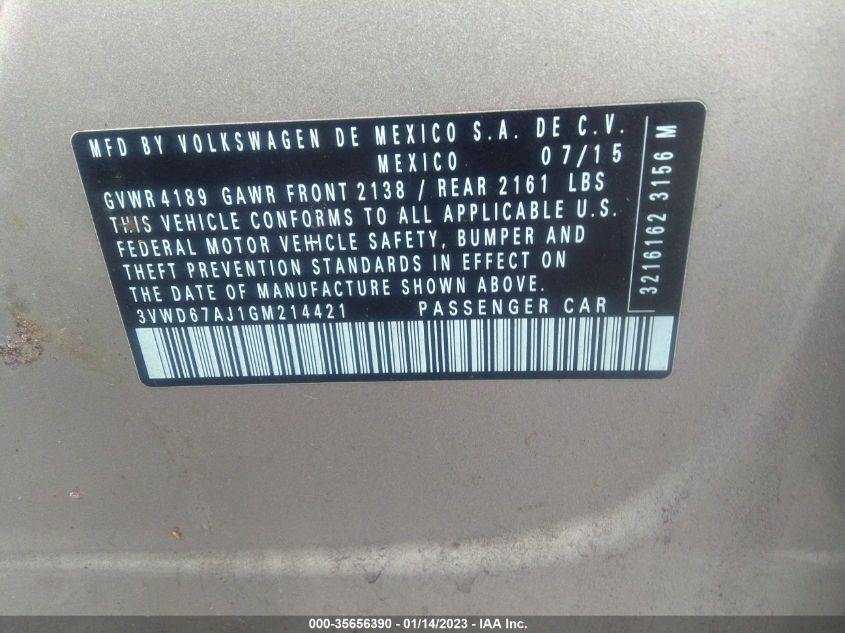 MFD BY VOLKSWAGEN DE MEXICO S.A. DE C.V.
MEXICO 07/15
GVWR 4189 GAWR FRONT 2138 / REAR 2161 LBS
THIS VEHICLE CONFORMS TO ALL APPLICABLE U.S.
FEDERAL MOTOR VEHICLE SAFETY, BUMPER AND
THEFT PREVENTION STANDARDS IN EFFECT ON
THE DATE OF MANUFACTURE SHOWN ABOVE.
3VWD67AJ1GM214421 PASSENGER CAR
3216162 3156 M
000-35656390 — 01/14/2023 — IAA Inc.